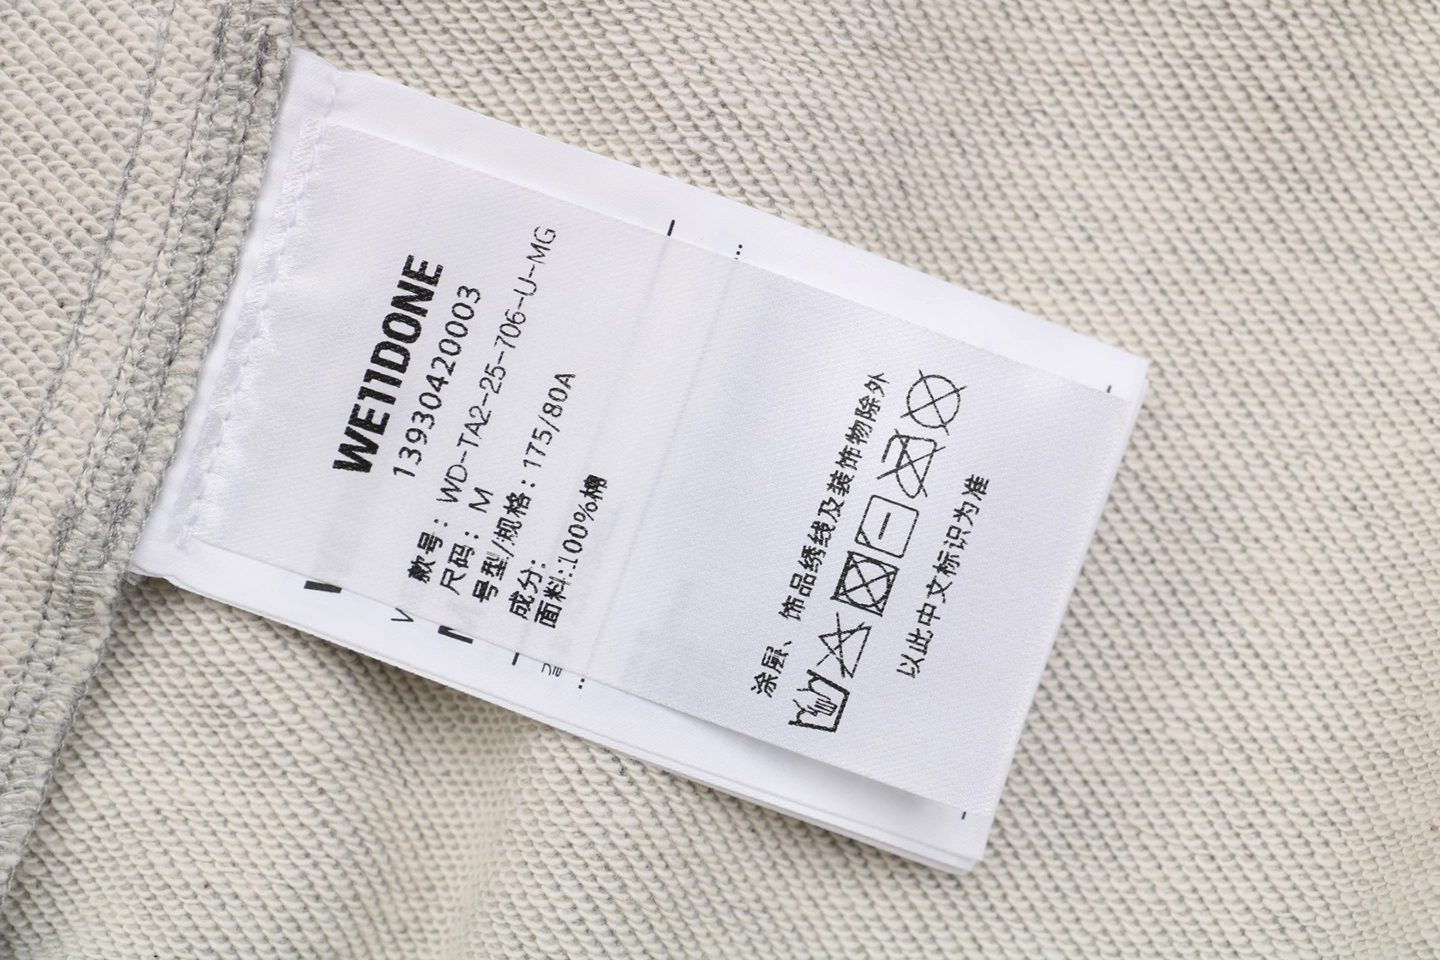 WE11DONE
13930420003
款号：WD-TA2-25-706-U-MG
尺码：M
号型/规格：175/80A
成分：
面料:100%棉
涂层、饰品绣线及装饰物除外
以此中文标识为准